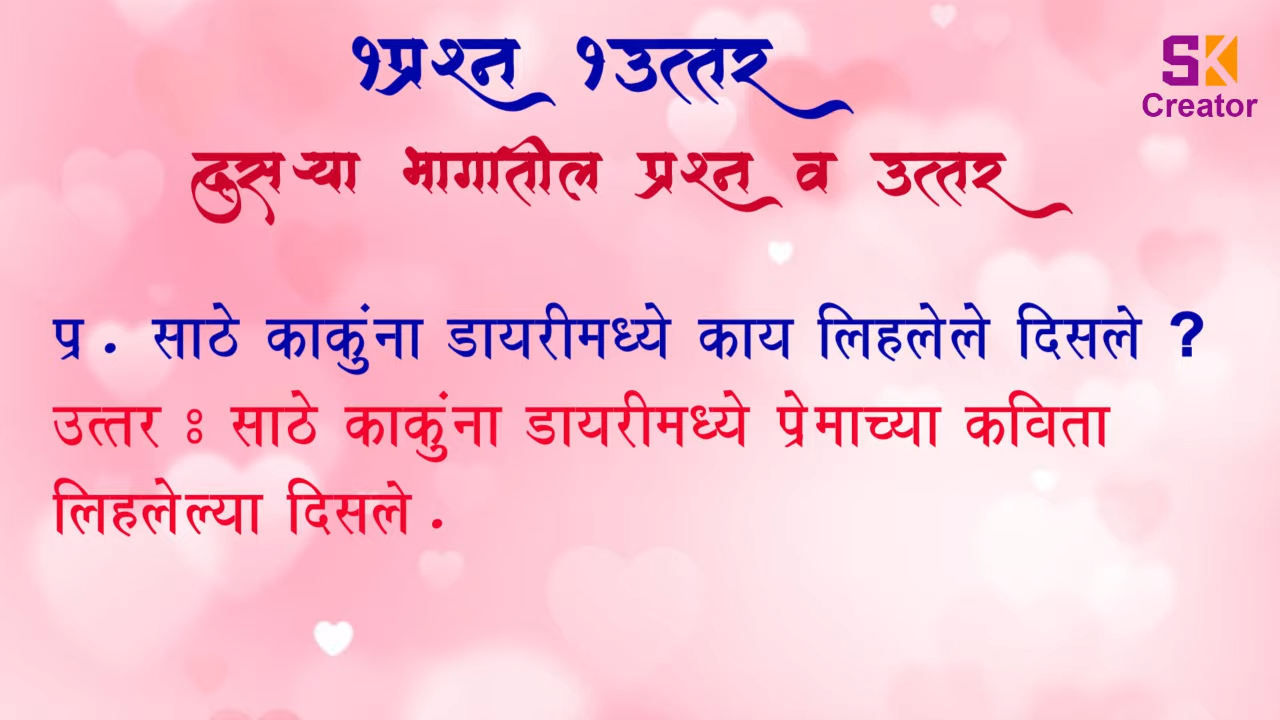 १प्रश्न १उत्तर
SK
Creator
दुसऱ्या भागातील प्रश्न व उत्तर
प्र. साठे काकुंना डायरीमध्ये काय लिहलेले दिसले ?
उत्तर : साठे काकुंना डायरीमध्ये प्रेमाच्या कविता
लिहलेल्या दिसले.